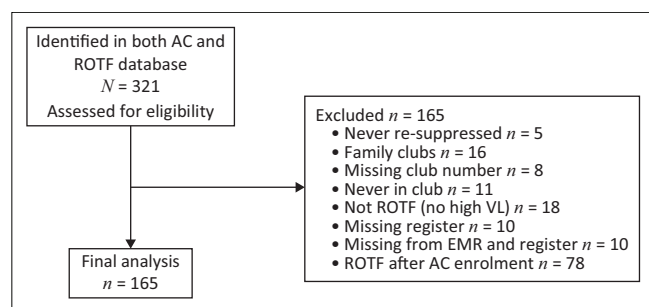 Identified in both AC and
ROTF database
N = 321
Assessed for eligibility
Excluded n = 165
• Never re-suppressed n = 5
• Family clubs n = 16
• Missing club number n = 8
• Never in club n = 11
• Not ROTF (no high VL) n = 18
• Missing register n = 10
• Missing from EMR and register n = 10
• ROTF after AC enrolment n = 78
Final analysis
n = 165